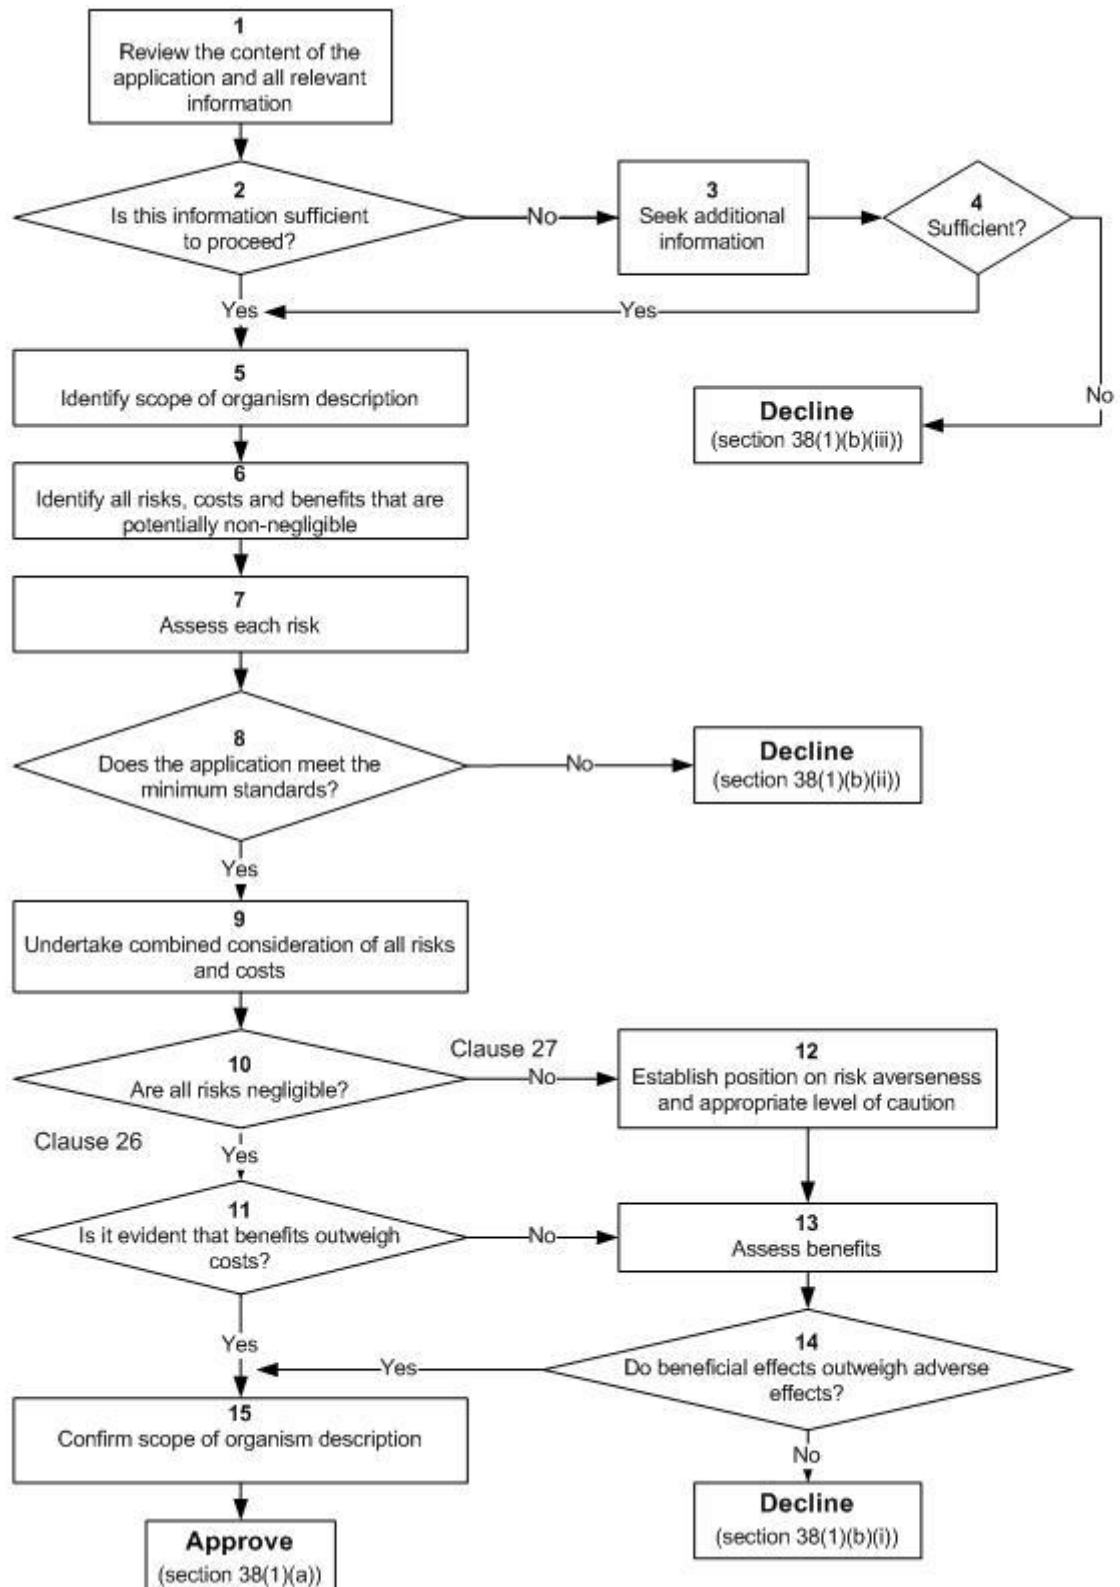 1
Review the content of the
application and all relevant
information
2
Is this information sufficient
to proceed?
No
3
Seek additional
information
4
Sufficient?
Yes
Yes
No
5
Identify scope of organism description
Decline
(section 38(1)(b)(iii))
6
Identify all risks, costs and benefits that are
potentially non-negligible
7
Assess each risk
8
Does the application meet the
minimum standards?
No
Decline
(section 38(1)(b)(ii))
Yes
9
Undertake combined consideration of all risks
and costs
10
Are all risks negligible?
Clause 27
No
12
Establish position on risk averseness
and appropriate level of caution
Clause 26
Yes
11
Is it evident that benefits outweigh
costs?
No
13
Assess benefits
Yes
14
Do beneficial effects outweigh adverse
effects?
Yes
15
Confirm scope of organism description
No
Approve
(section 38(1)(a))
Decline
(section 38(1)(b)(i))